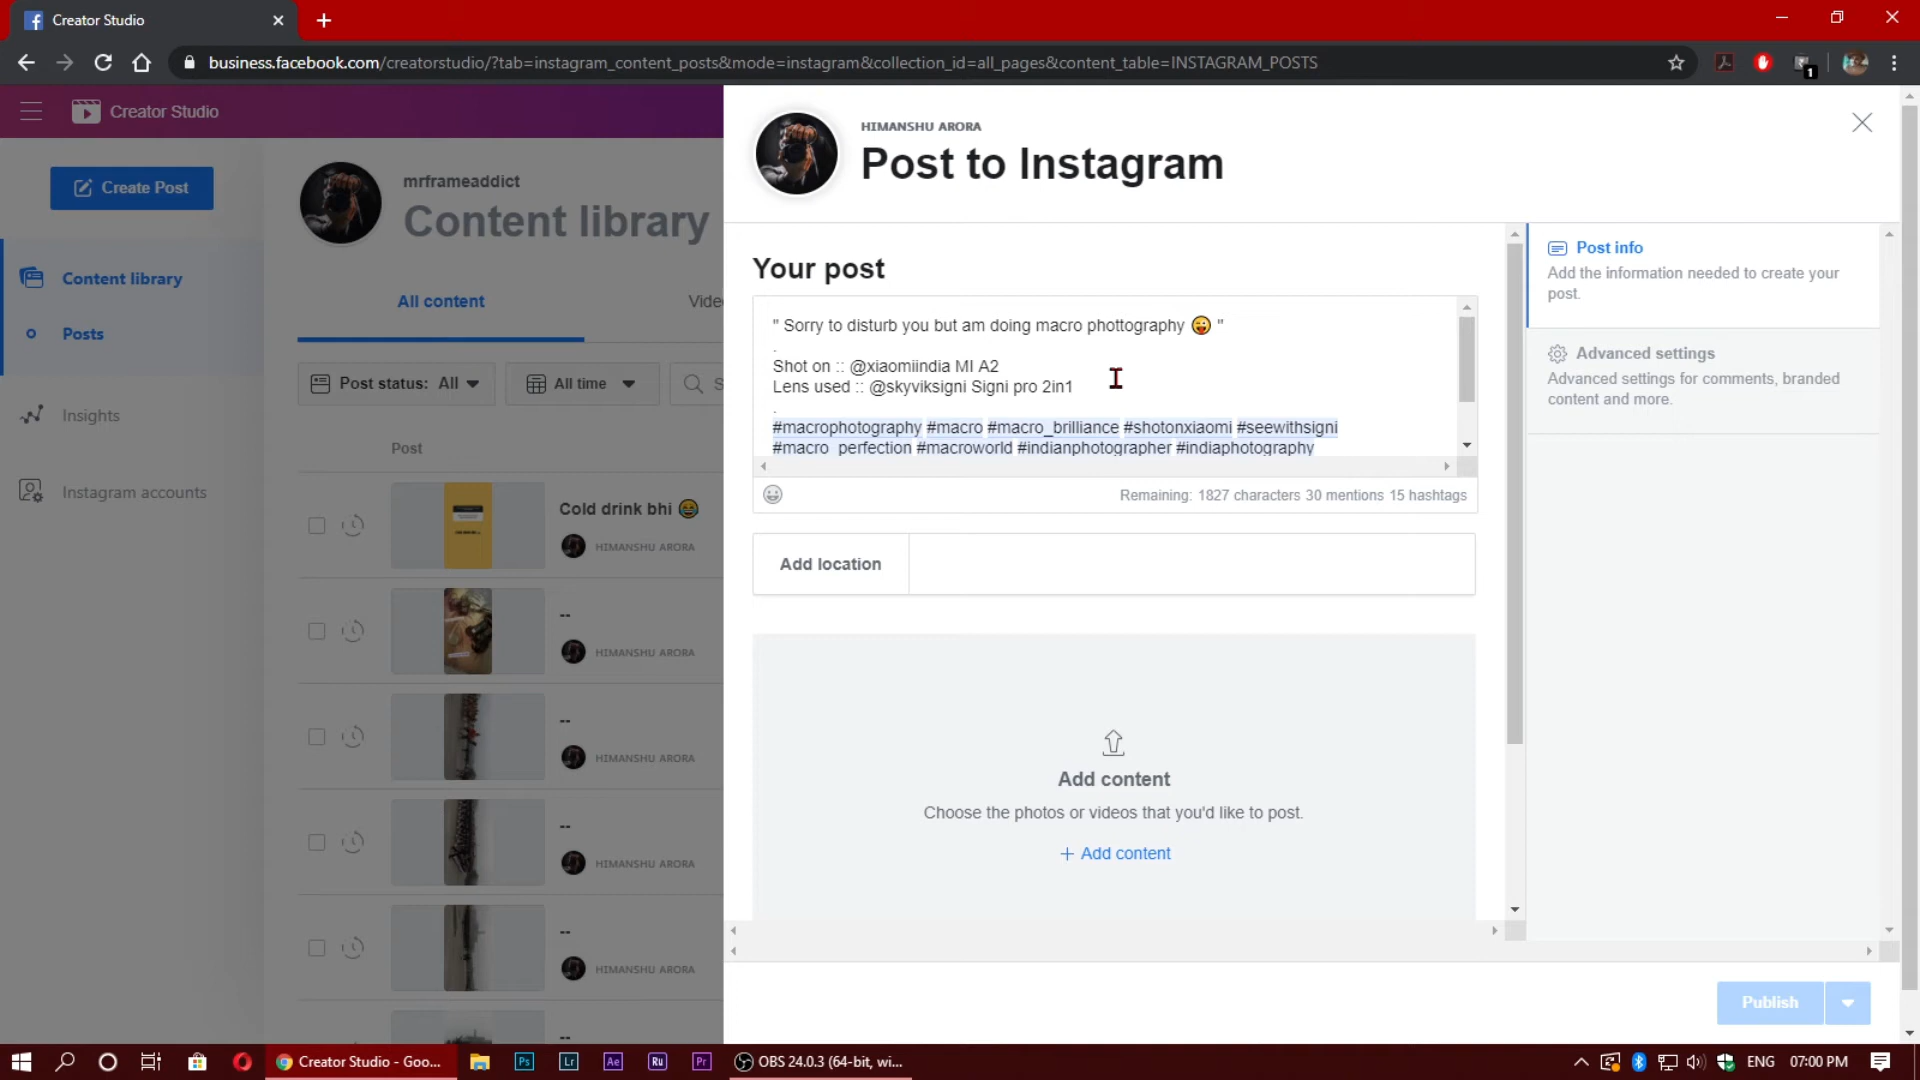 Creator Studio
business.facebook.com/creatorstudio/?tab=instagram_content_posts&mode=instagram&collection_id=all_pages&content_table=INSTAGRAM_POSTS
1
Creator Studio
Create Post
Content library
Posts
Insights
Instagram accounts
mrframeaddict
Content library
All content
Post status: All
All time
Post
Cold drink bhi 😂
HIMANSHU ARORA
--
HIMANSHU ARORA
--
HIMANSHU ARORA
--
HIMANSHU ARORA
--
HIMANSHU ARORA
HIMANSHU ARORA
Post to Instagram
Your post
" Sorry to disturb you but am doing macro phottography 😜 "
.
Shot on :: @xiaomiindia MI A2
Lens used :: @skyviksigni Signi pro 2in1
.
#macrophotography #macro #macro_brilliance #shotonxiaomi #seewithsigni
#macro_perfection #macroworld #indianphotographer #indiaphotography
Remaining: 1827 characters 30 mentions 15 hashtags
Add location
Add content
Choose the photos or videos that you'd like to post.
+ Add content
Post info
Add the information needed to create your
post.
Advanced settings
Advanced settings for comments, branded
content and more.
Publish
Creator Studio - Goo...
Ps
Lr
Ae
Ru
Pr
OBS 24.0.3 (64-bit, wi...
ENG
07:00 PM